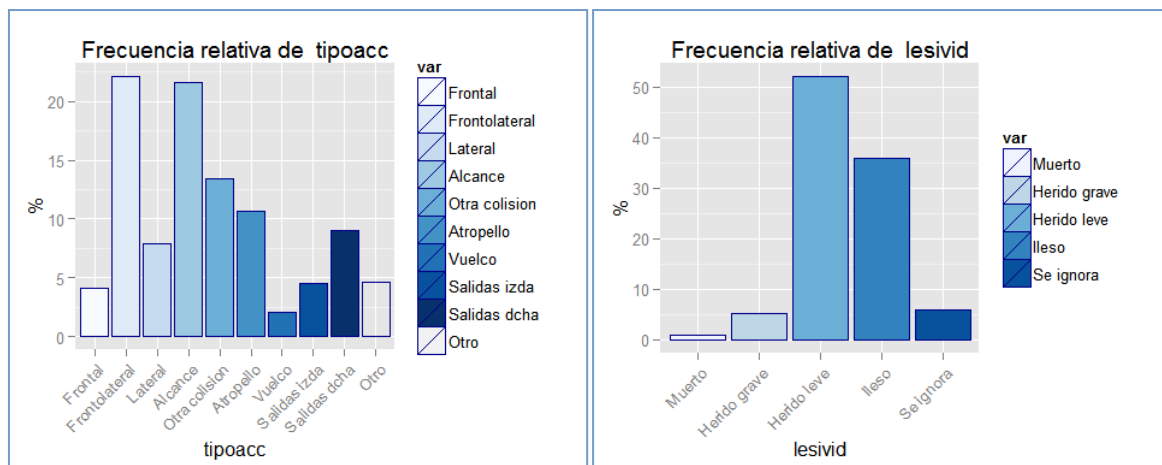 Frecuencia relativa de tipoacc
%
20
15
10
5
0
Frontal
Frontolateral
Lateral
Alcance
Otra colision
Atropello
Vuelco
Salidas izda
Salidas dcha
Otro
tipoacc
var
Frontal
Frontolateral
Lateral
Alcance
Otra colision
Atropello
Vuelco
Salidas izda
Salidas dcha
Otro
Frecuencia relativa de lesivid
%
50
40
30
20
10
0
Muerto
Herido grave
Herido leve
Ileso
Se ignora
lesivid
var
Muerto
Herido grave
Herido leve
Ileso
Se ignora